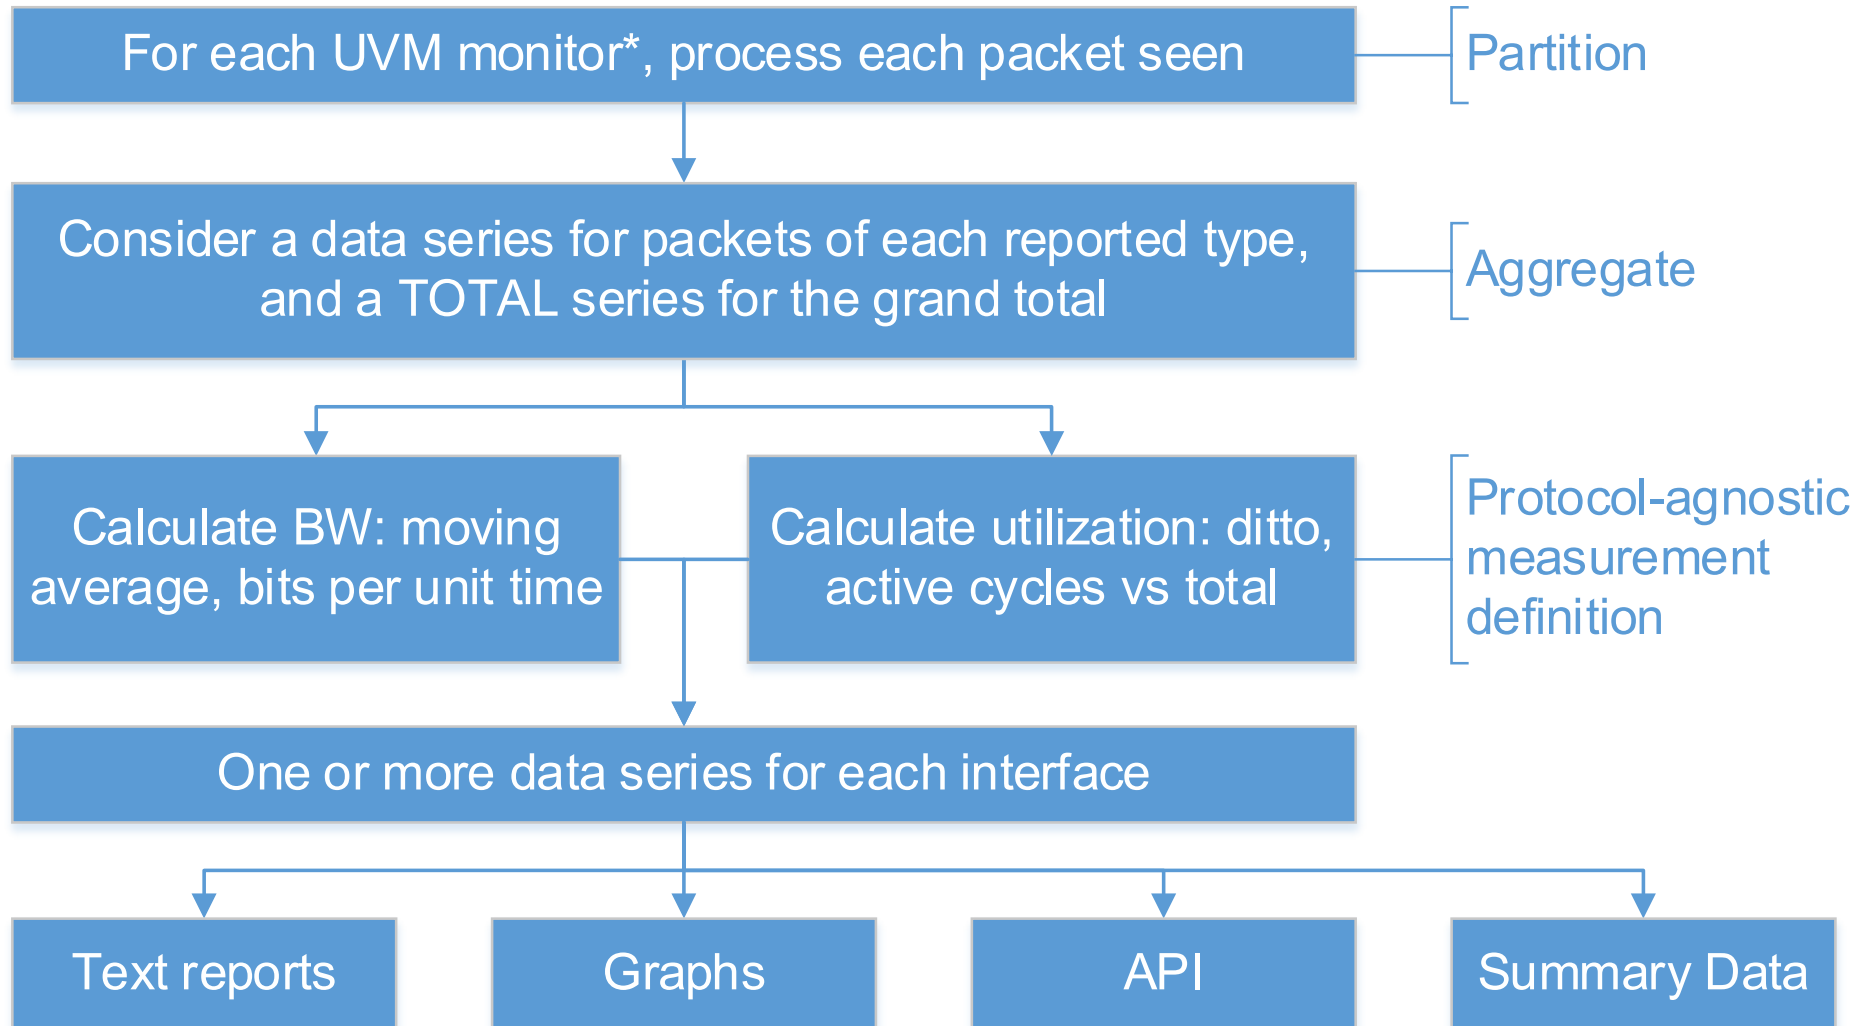 For each UVM monitor*, process each packet seen
Partition
Consider a data series for packets of each reported type,
and a TOTAL series for the grand total
Aggregate
Calculate BW: moving
average, bits per unit time
Calculate utilization: ditto,
active cycles vs total
Protocol-agnostic
measurement
definition
One or more data series for each interface
Text reports
Graphs
API
Summary Data